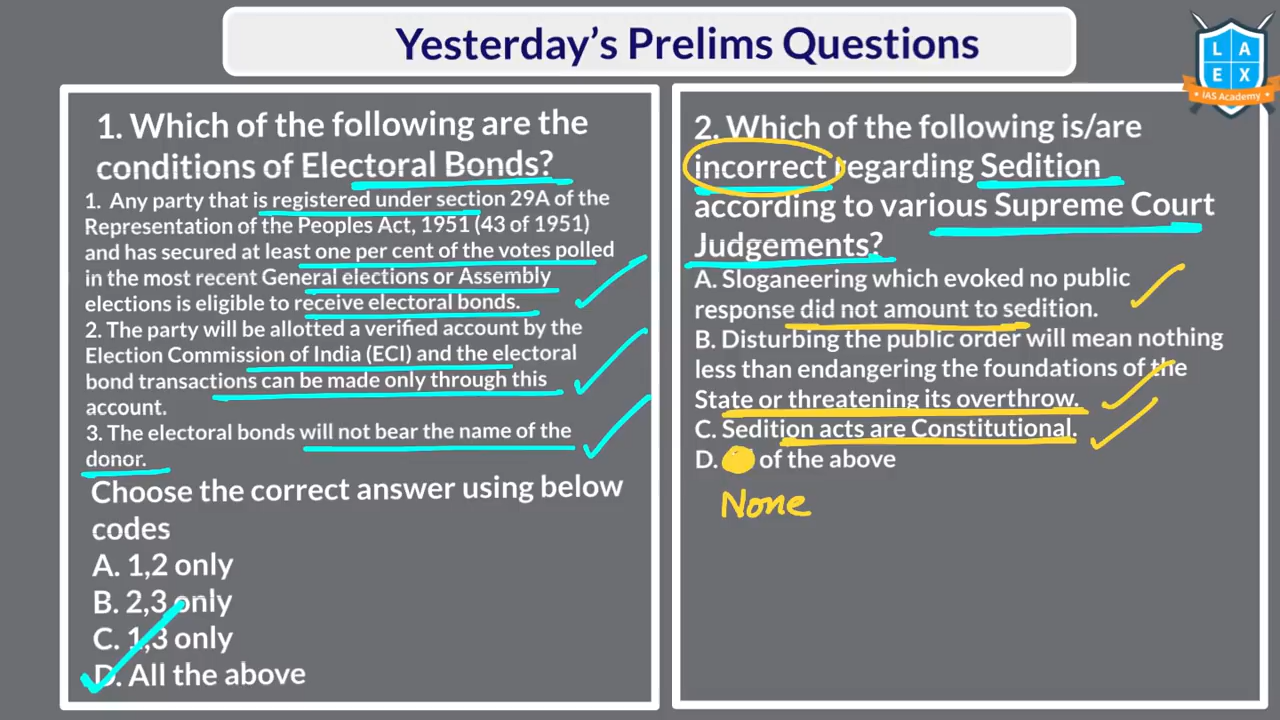 Yesterday's Prelims Questions
L A
E X
IAS Academy
1. Which of the following are the
conditions of Electoral Bonds?
1. Any party that is registered under section 29A of the
Representation of the Peoples Act, 1951 (43 of 1951)
and has secured at least one per cent of the votes polled
in the most recent General elections or Assembly
elections is eligible to receive electoral bonds.
2. The party will be allotted a verified account by the
Election Commission of India (ECI) and the electoral
bond transactions can be made only through this
account.
3. The electoral bonds will not bear the name of the
donor.
Choose the correct answer using below
codes
A. 1,2 only
B. 2,3 only
C. 1,3 only
D. All the above
2. Which of the following is/are
incorrect regarding Sedition
according to various Supreme Court
Judgements?
A. Sloganeering which evoked no public
response did not amount to sedition.
B. Disturbing the public order will mean nothing
less than endangering the foundations of the
State or threatening its overthrow.
C. Sedition acts are Constitutional.
D. of the above
None